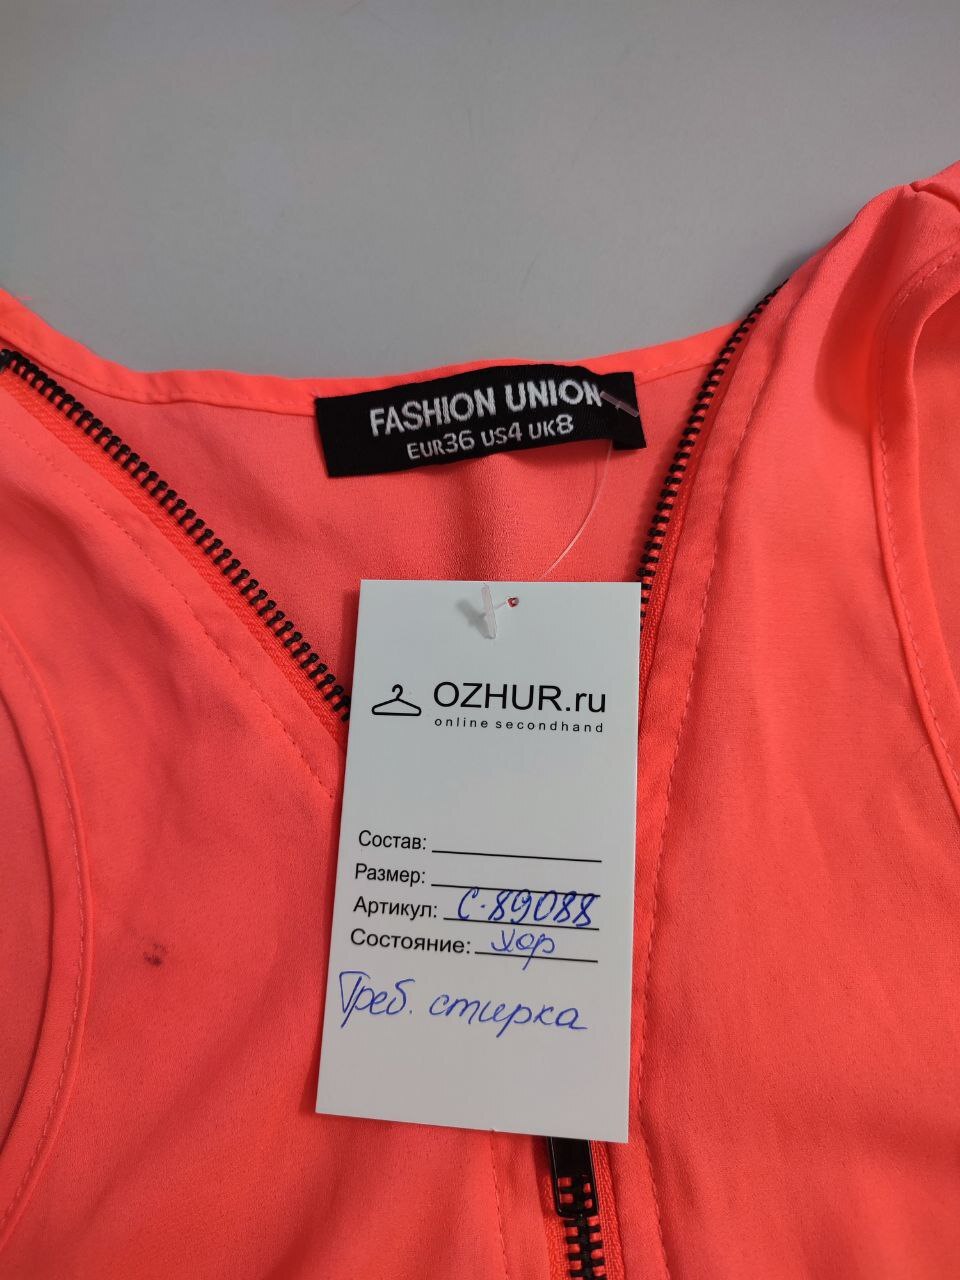 FASHION UNION
EUR36 US4 UK8
OZHUR.ru
online secondhand
Состав:
Размер:
Артикул: С-89088
Состояние: хор
Треб. стирка